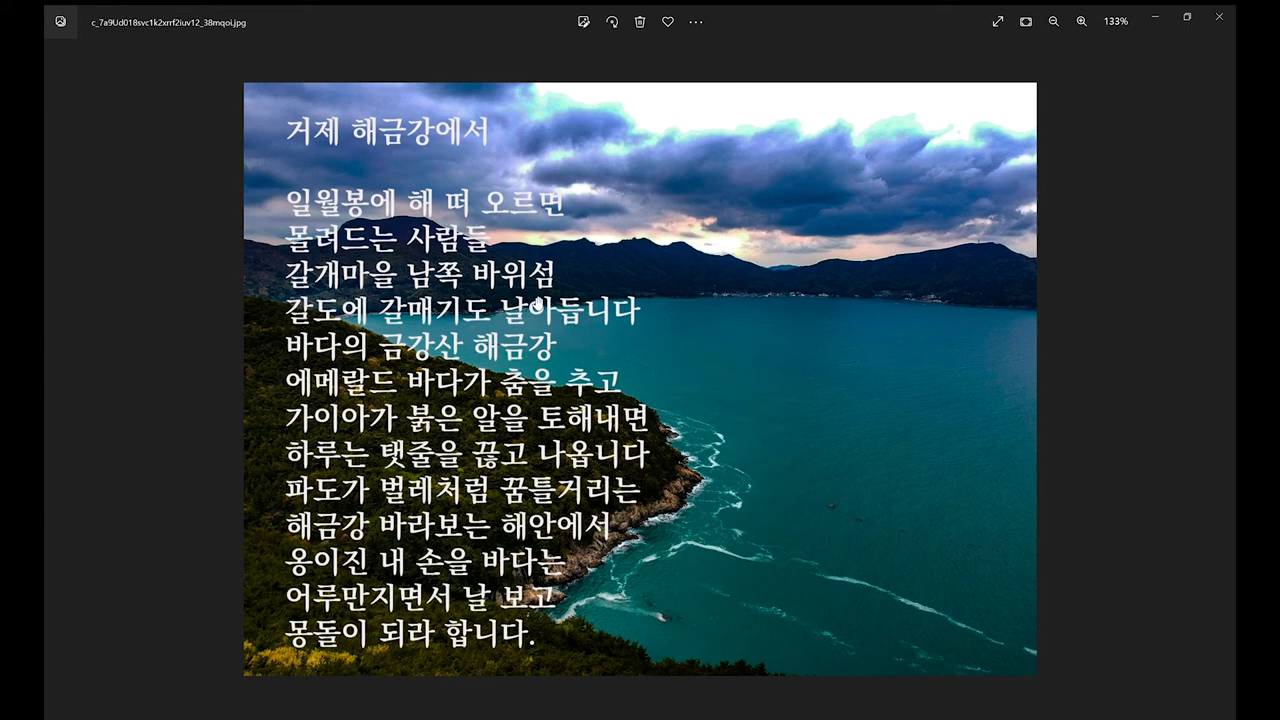 c_7a9Ud018svc1k2xrrf2iuv12_38mqoi.jpg
133%
거제 해금강에서
일월봉에 해 떠 오르면
몰려드는 사람들
갈개마을 남쪽 바위섬
갈도에 갈매기도 날아듭니다
바다의 금강산 해금강
에메랄드 바다가 춤을 추고
가이아가 붉은 알을 토해내면
하루는 탯줄을 끊고 나옵니다
파도가 벌레처럼 꿈틀거리는
해금강 바라보는 해안에서
옹이진 내 손을 바다는
어루만지면서 날 보고
몽돌이 되라 합니다.